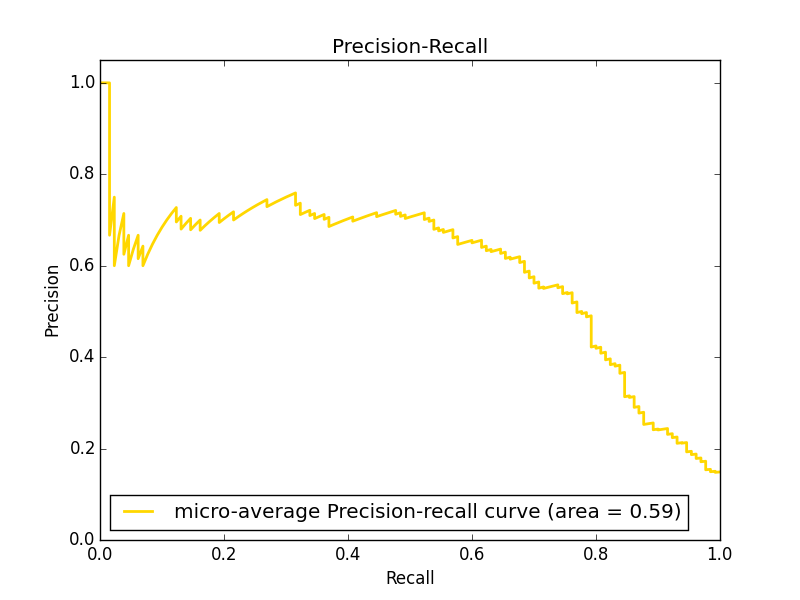 Precision-Recall
1.0
0.8
0.6
0.4
0.2
0.0
Precision
micro-average Precision-recall curve (area = 0.59)
0.0 0.2 0.4 0.6 0.8 1.0
Recall